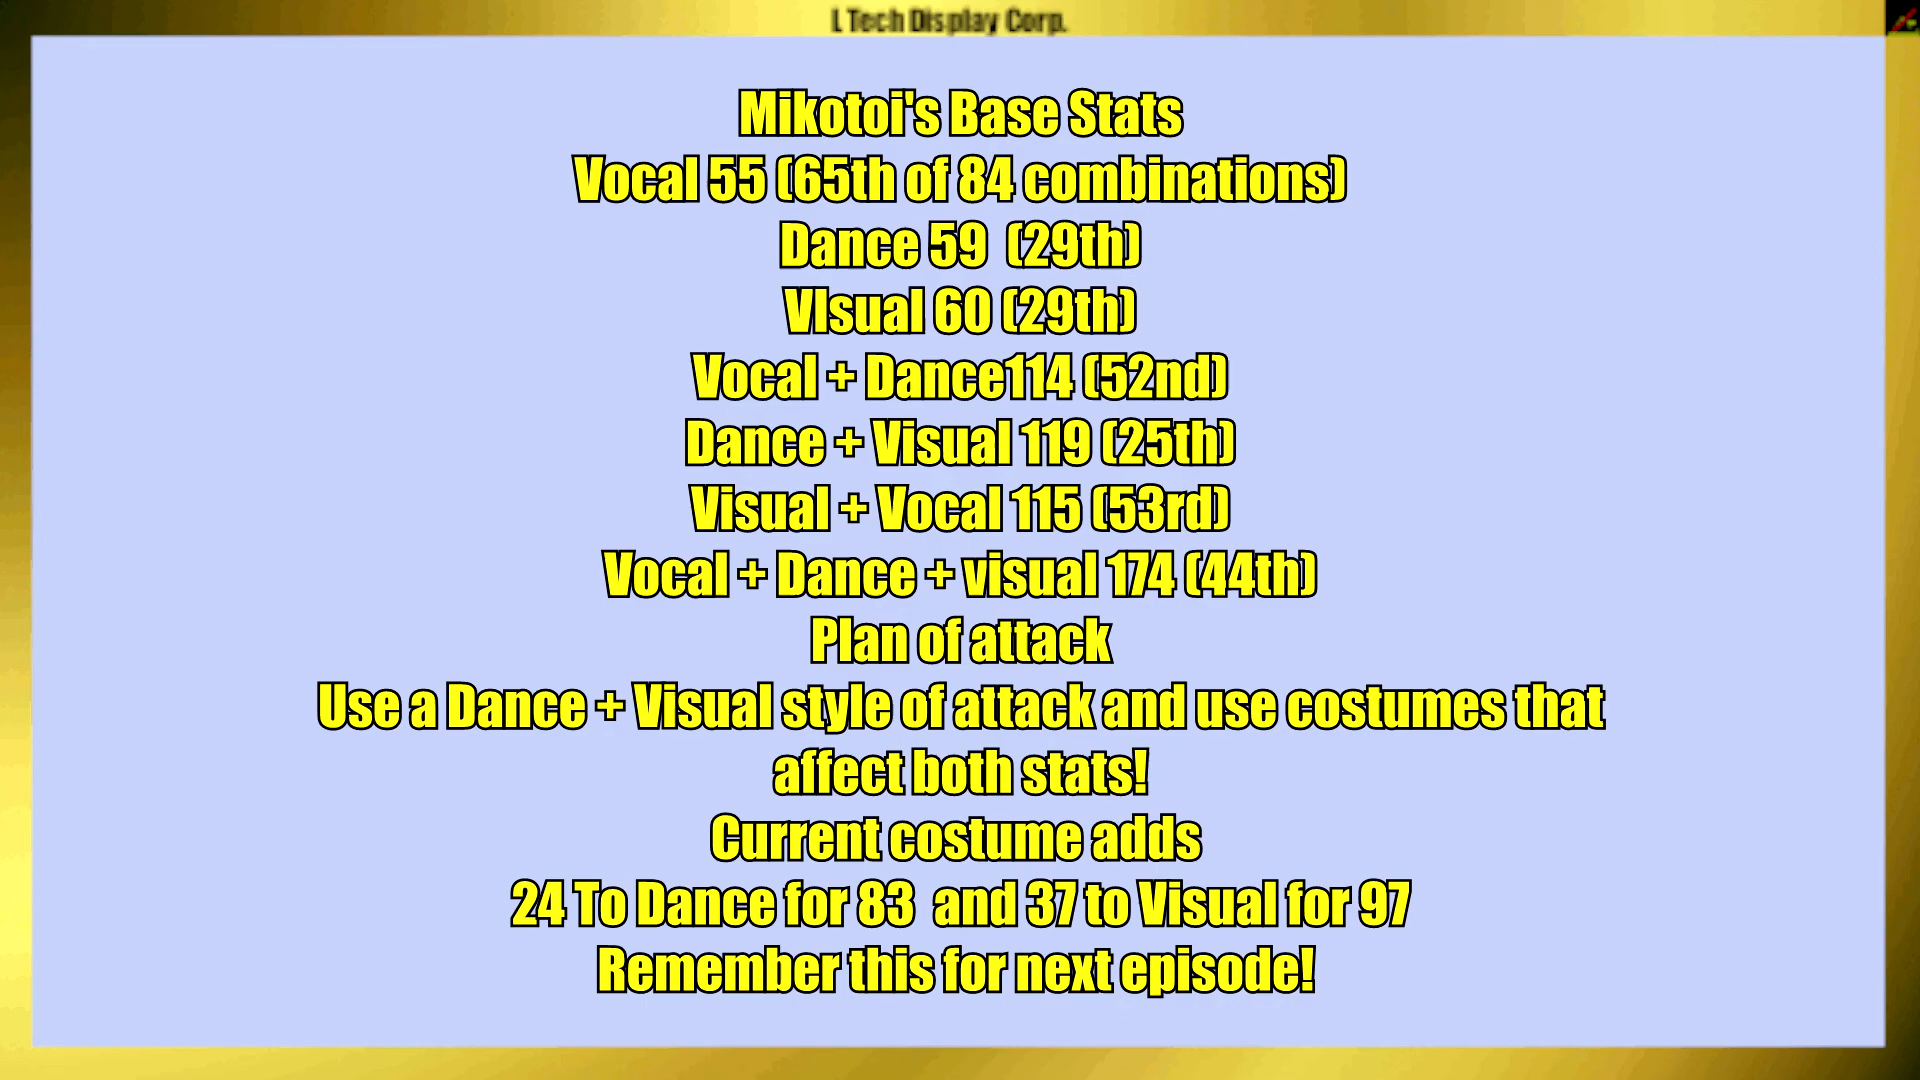 L Tech Display Corp.
Mikotoi's Base Stats
Vocal 55 (65th of 84 combinations)
Dance 59  (29th)
VIsual 60 (29th)
Vocal + Dance114 (52nd)
Dance + Visual 119 (25th)
Visual + Vocal 115 (53rd)
Vocal + Dance + visual 174 (44th)
Plan of attack
Use a Dance + Visual style of attack and use costumes that
affect both stats!
Current costume adds
24 To Dance for 83  and 37 to Visual for 97
Remember this for next episode!